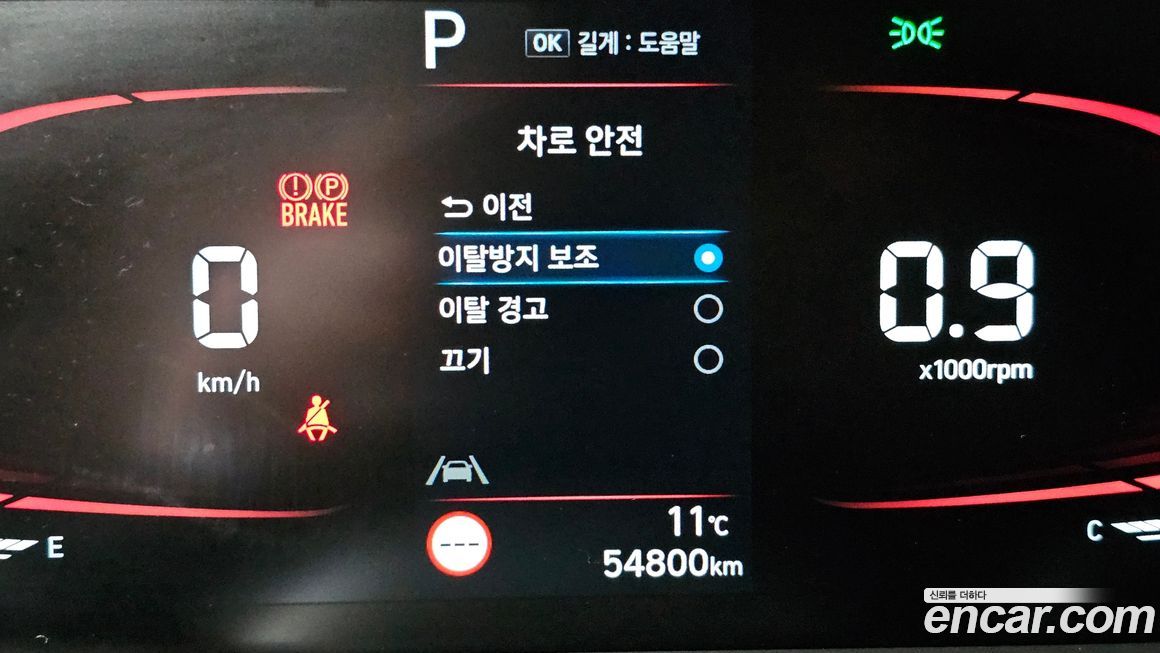 P
OK 길게 : 도움말
차로 안전
이전
(!) (P)
BRAKE
이탈방지 보조
이탈 경고
끄기
0
km/h
0.9
x1000rpm
E
C
---
11℃
54800km
신뢰를 더하다
encar.com